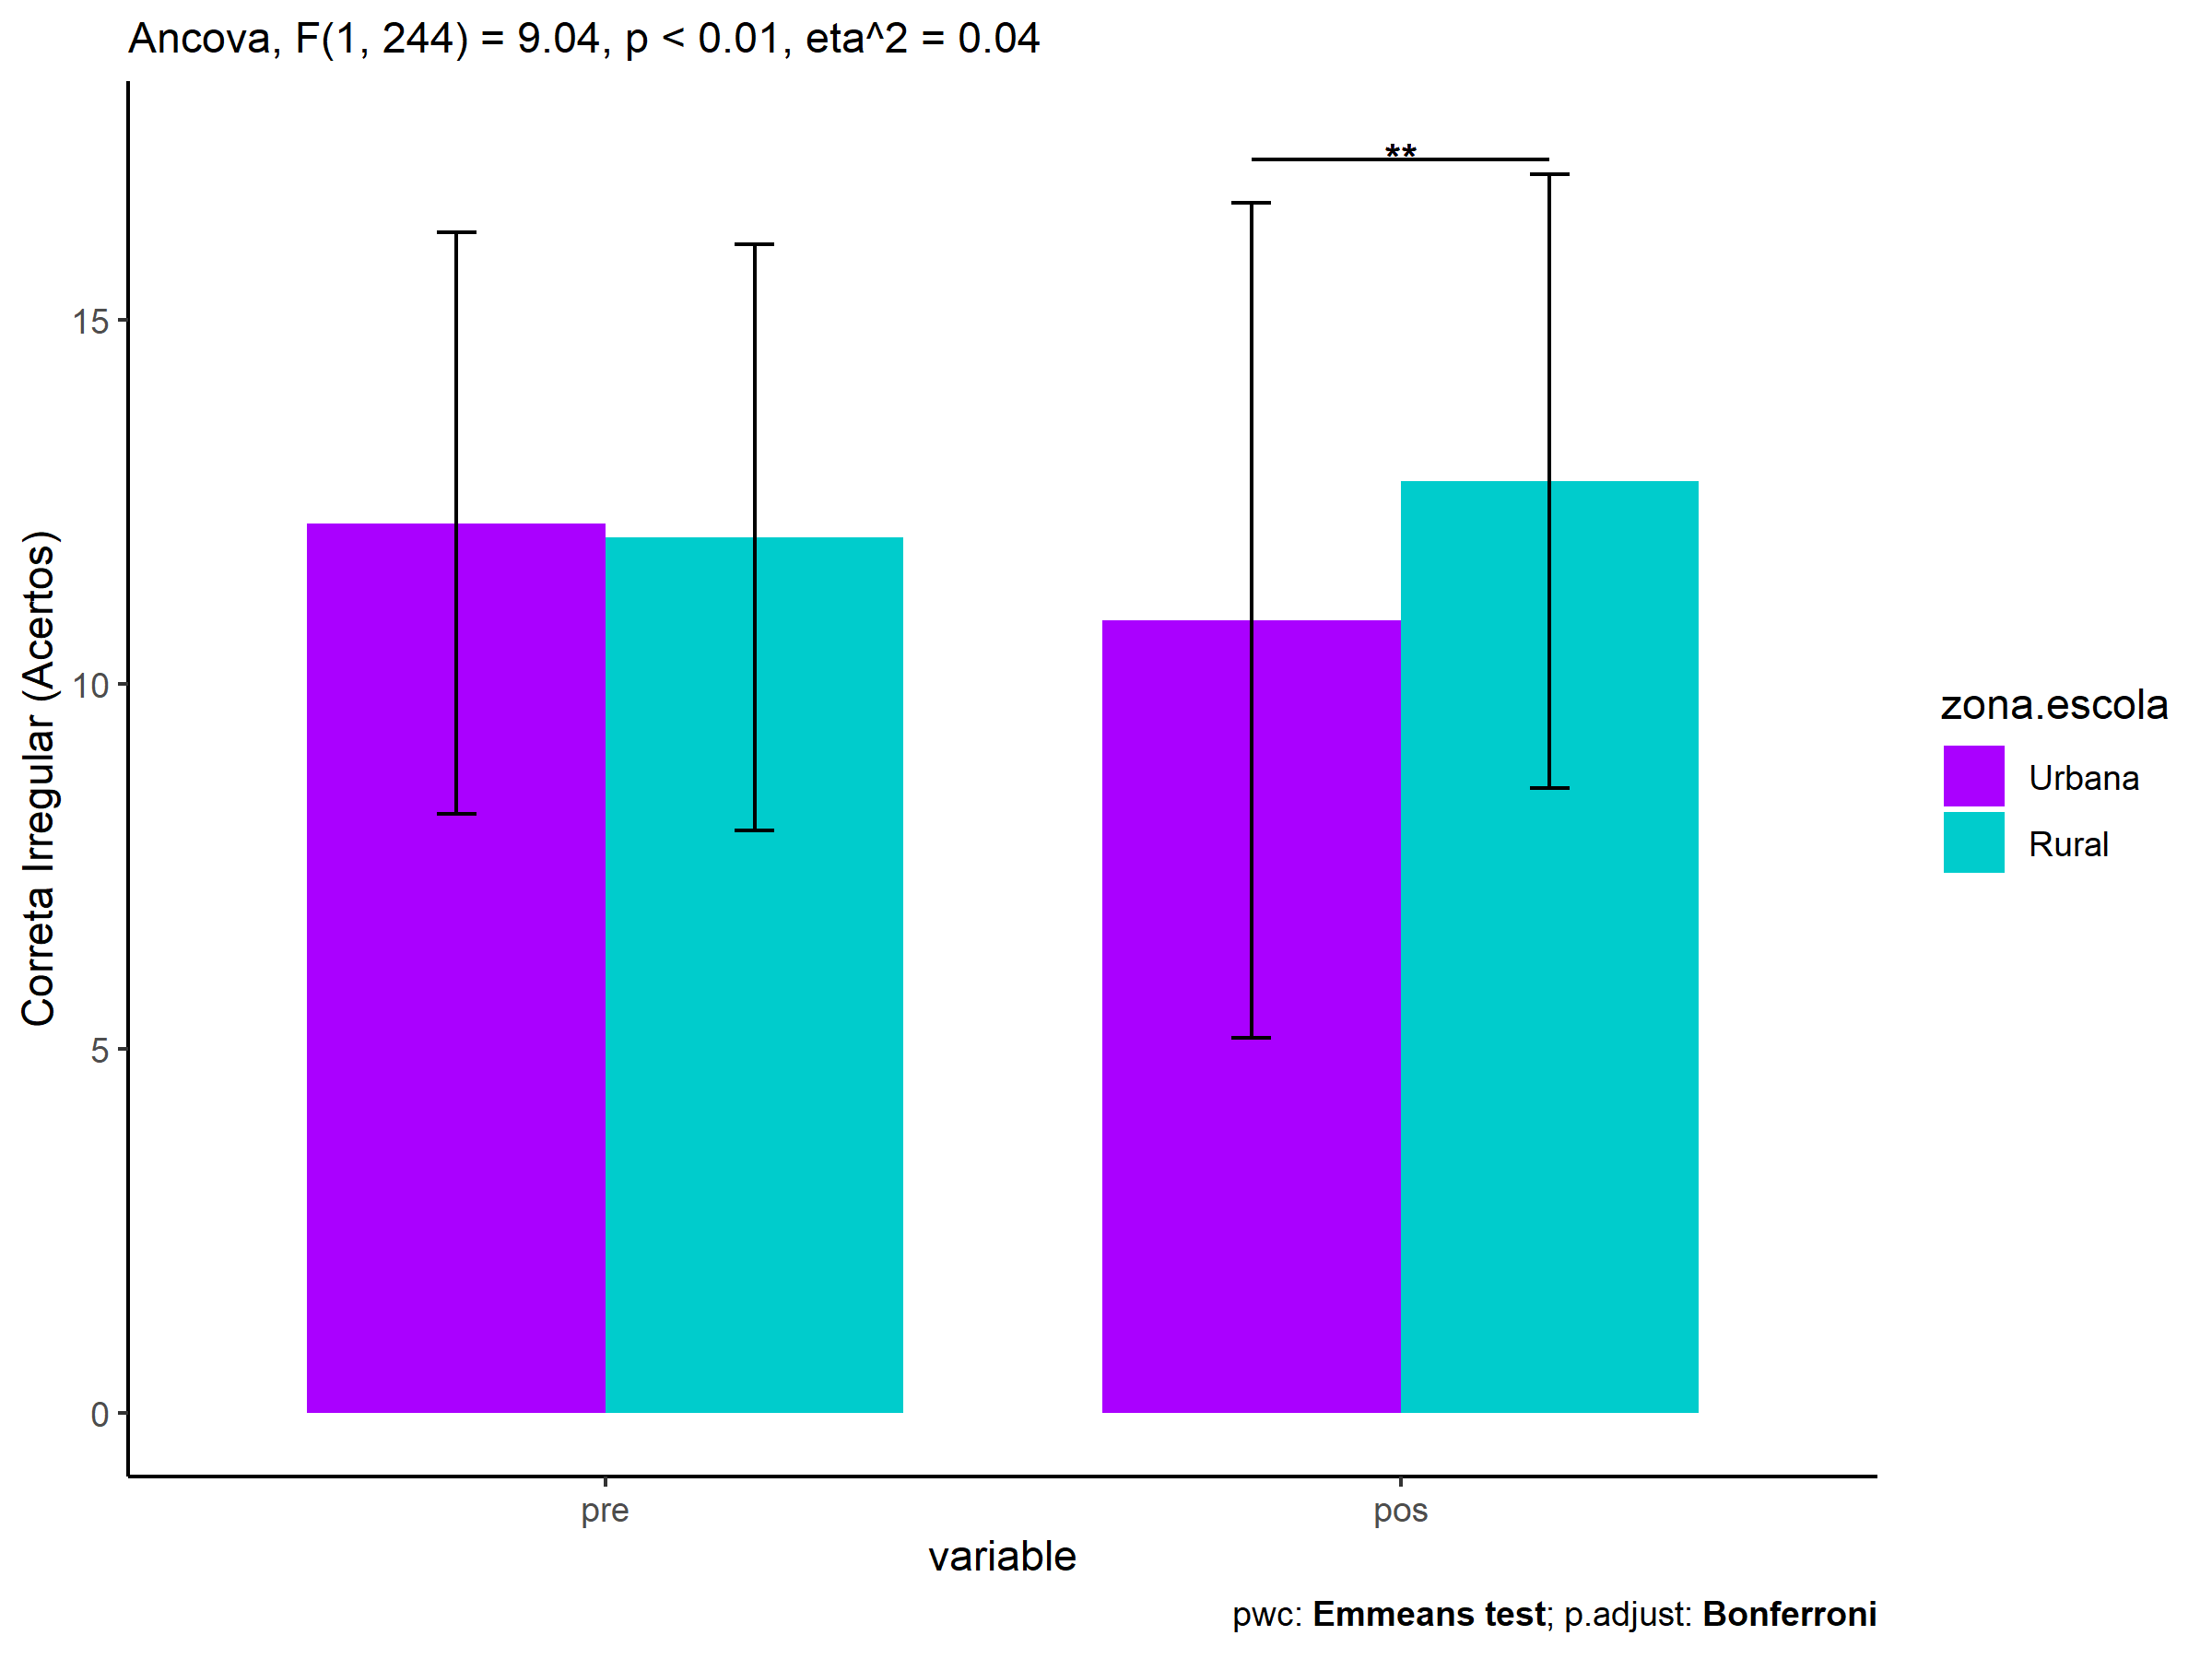 Ancova, F(1, 244) = 9.04, p < 0.01, eta^2 = 0.04
**
15
10
5
0
Correta Irregular (Acertos)
pre
pos
variable
zona.escola
Urbana
Rural
pwc: Emmeans test; p.adjust: Bonferroni